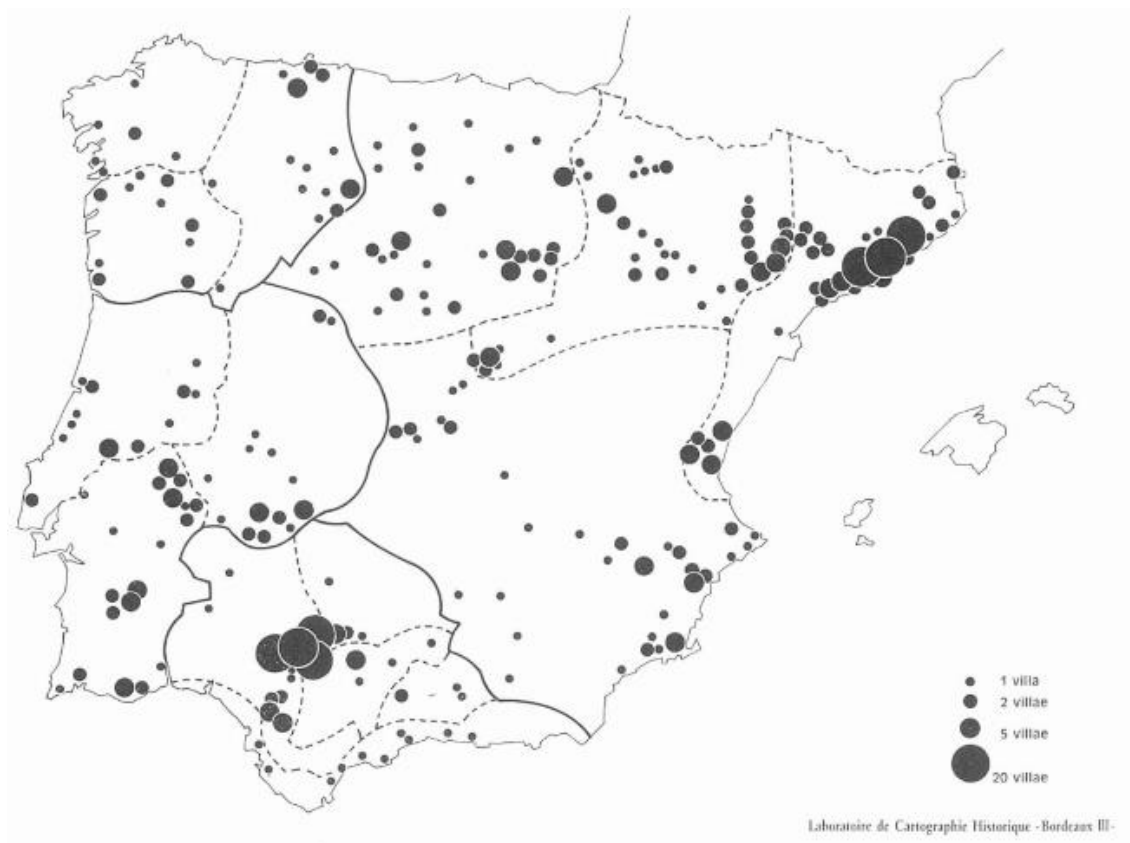 1 villa
2 villae
5 villae
20 villae
Laboratoire de Cartographie Historique - Bordeaux III -